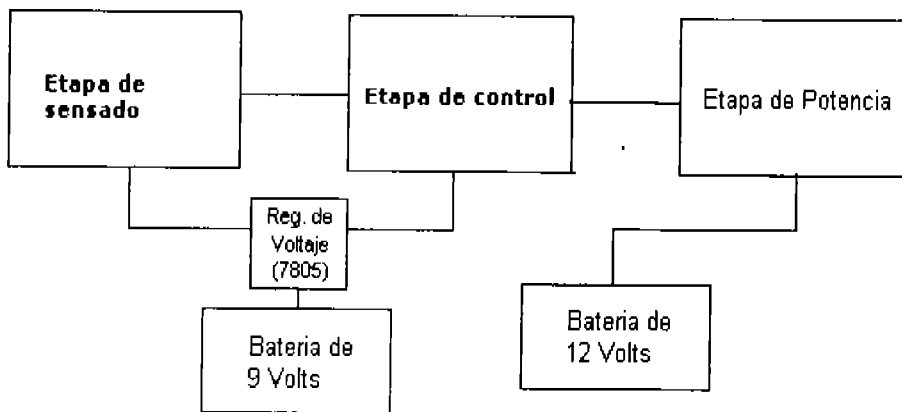 Etapa de
sensado
Etapa de control
Etapa de Potencia
Reg. de
Voltaje
(7805)
Bateria de
9 Volts
Bateria de
12 Volts